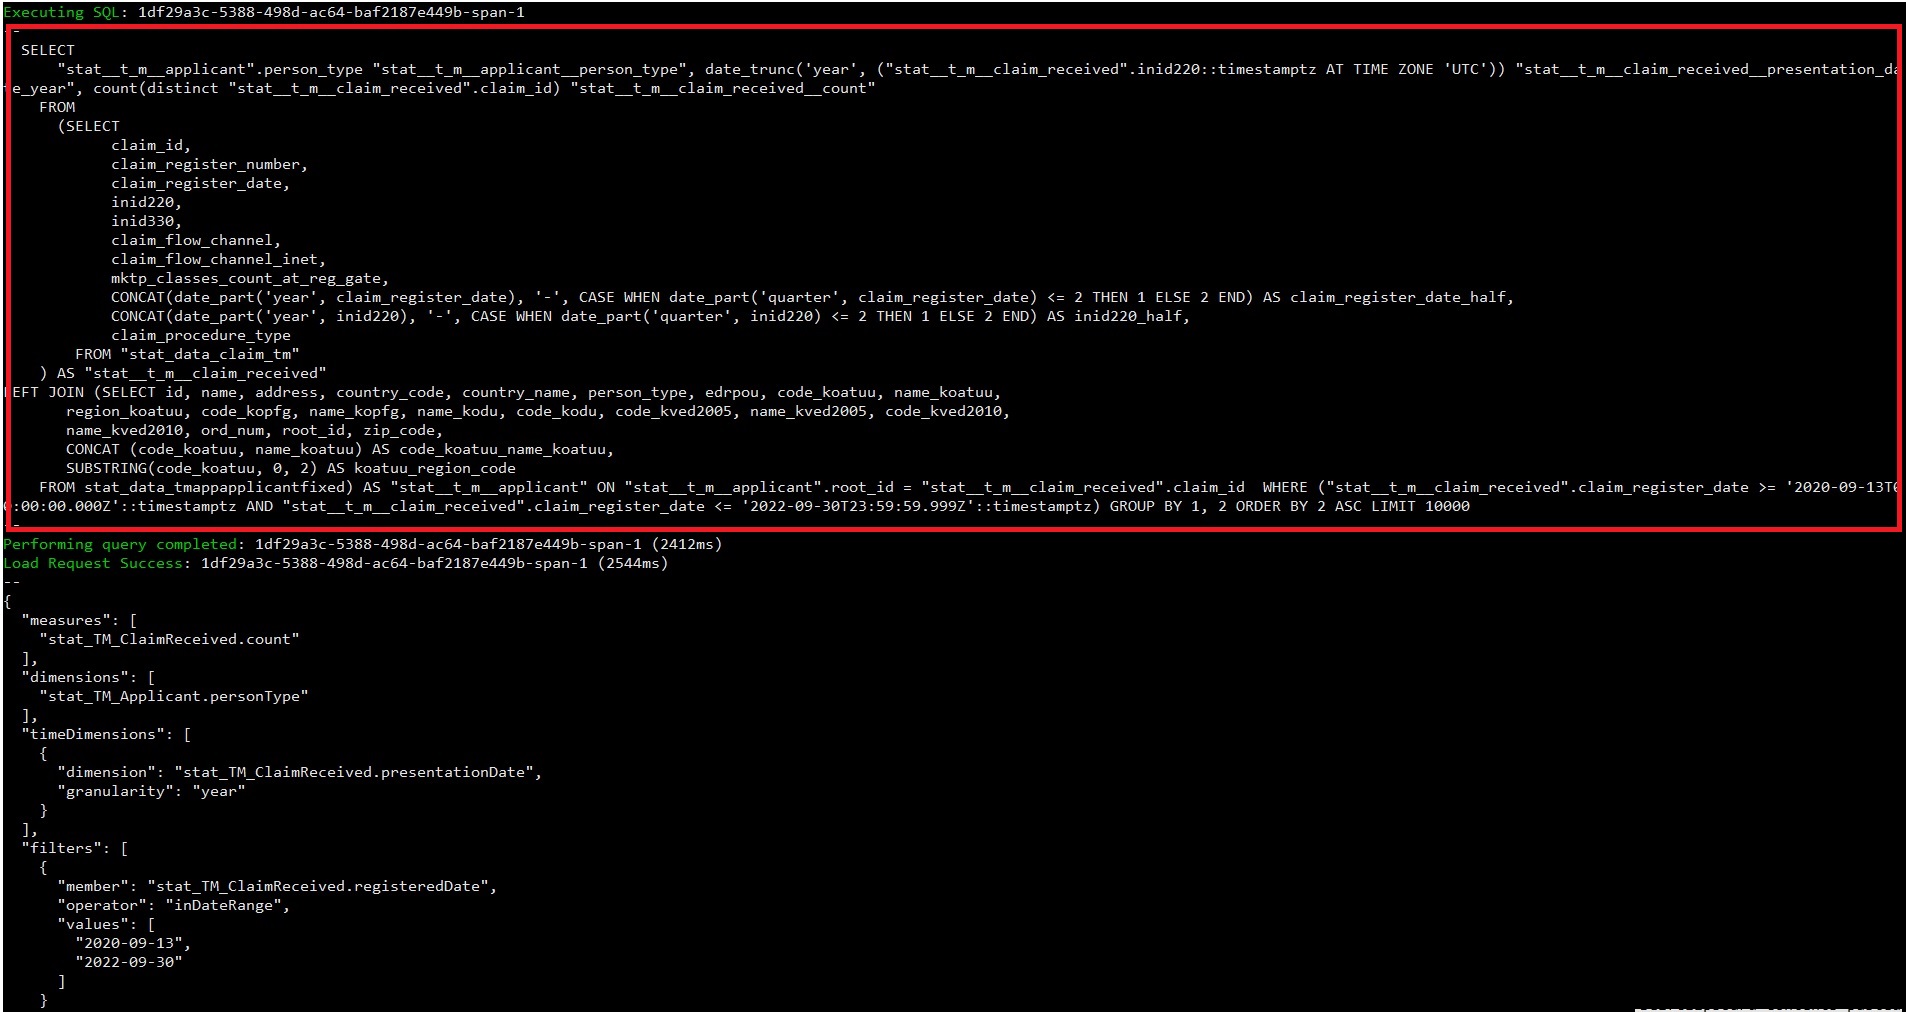 Executing SQL: 1df29a3c-5388-498d-ac64-baf2187e449b-span-1
--
SELECT
"stat__t_m__applicant".person_type "stat__t_m__applicant__person_type", date_trunc('year', ("stat__t_m__claim_received".inid220::timestamptz AT TIME ZONE 'UTC')) "stat__t_m__claim_received__presentation_da
te_year", count(distinct "stat__t_m__claim_received".claim_id) "stat__t_m__claim_received__count"
FROM
(SELECT
claim_id,
claim_register_number,
claim_register_date,
inid220,
inid330,
claim_flow_channel,
claim_flow_channel_inet,
mktp_classes_count_at_reg_gate,
CONCAT(date_part('year', claim_register_date), '-', CASE WHEN date_part('quarter', claim_register_date) <= 2 THEN 1 ELSE 2 END) AS claim_register_date_half,
CONCAT(date_part('year', inid220), '-', CASE WHEN date_part('quarter', inid220) <= 2 THEN 1 ELSE 2 END) AS inid220_half,
claim_procedure_type
FROM "stat_data_claim_tm"
) AS "stat__t_m__claim_received"
LEFT JOIN (SELECT id, name, address, country_code, country_name, person_type, edrpou, code_koatuu, name_koatuu,
region_koatuu, code_kopfg, name_kopfg, name_kodu, code_kodu, code_kved2005, name_kved2005, code_kved2010,
name_kved2010, ord_num, root_id, zip_code,
CONCAT (code_koatuu, name_koatuu) AS code_koatuu_name_koatuu,
SUBSTRING(code_koatuu, 0, 2) AS koatuu_region_code
FROM stat_data_tmappapplicantfixed) AS "stat__t_m__applicant" ON "stat__t_m__applicant".root_id = "stat__t_m__claim_received".claim_id  WHERE ("stat__t_m__claim_received".claim_register_date >= '2020-09-13T0
0:00:00.000Z'::timestamptz AND "stat__t_m__claim_received".claim_register_date <= '2022-09-30T23:59:59.999Z'::timestamptz) GROUP BY 1, 2 ORDER BY 2 ASC LIMIT 10000
--
Performing query completed: 1df29a3c-5388-498d-ac64-baf2187e449b-span-1 (2412ms)
Load Request Success: 1df29a3c-5388-498d-ac64-baf2187e449b-span-1 (2544ms)
--
{
"measures": [
"stat_TM_ClaimReceived.count"
],
"dimensions": [
"stat_TM_Applicant.personType"
],
"timeDimensions": [
{
"dimension": "stat_TM_ClaimReceived.presentationDate",
"granularity": "year"
}
],
"filters": [
{
"member": "stat_TM_ClaimReceived.registeredDate",
"operator": "inDateRange",
"values": [
"2020-09-13",
"2022-09-30"
]
}